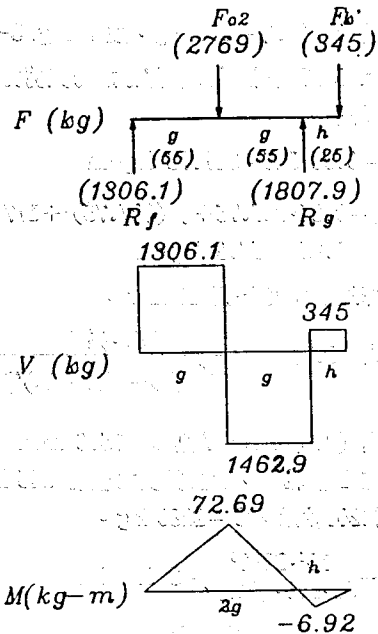 Fo2 Fb'
(2769) (345)
F (kg)
g g h
(55) (55) (25)
(1306.1) (1807.9)
Rf Rg
1306.1
345
V (kg)
g g h
1462.9
72.69
h
M(kg-m)
2g
-6.92